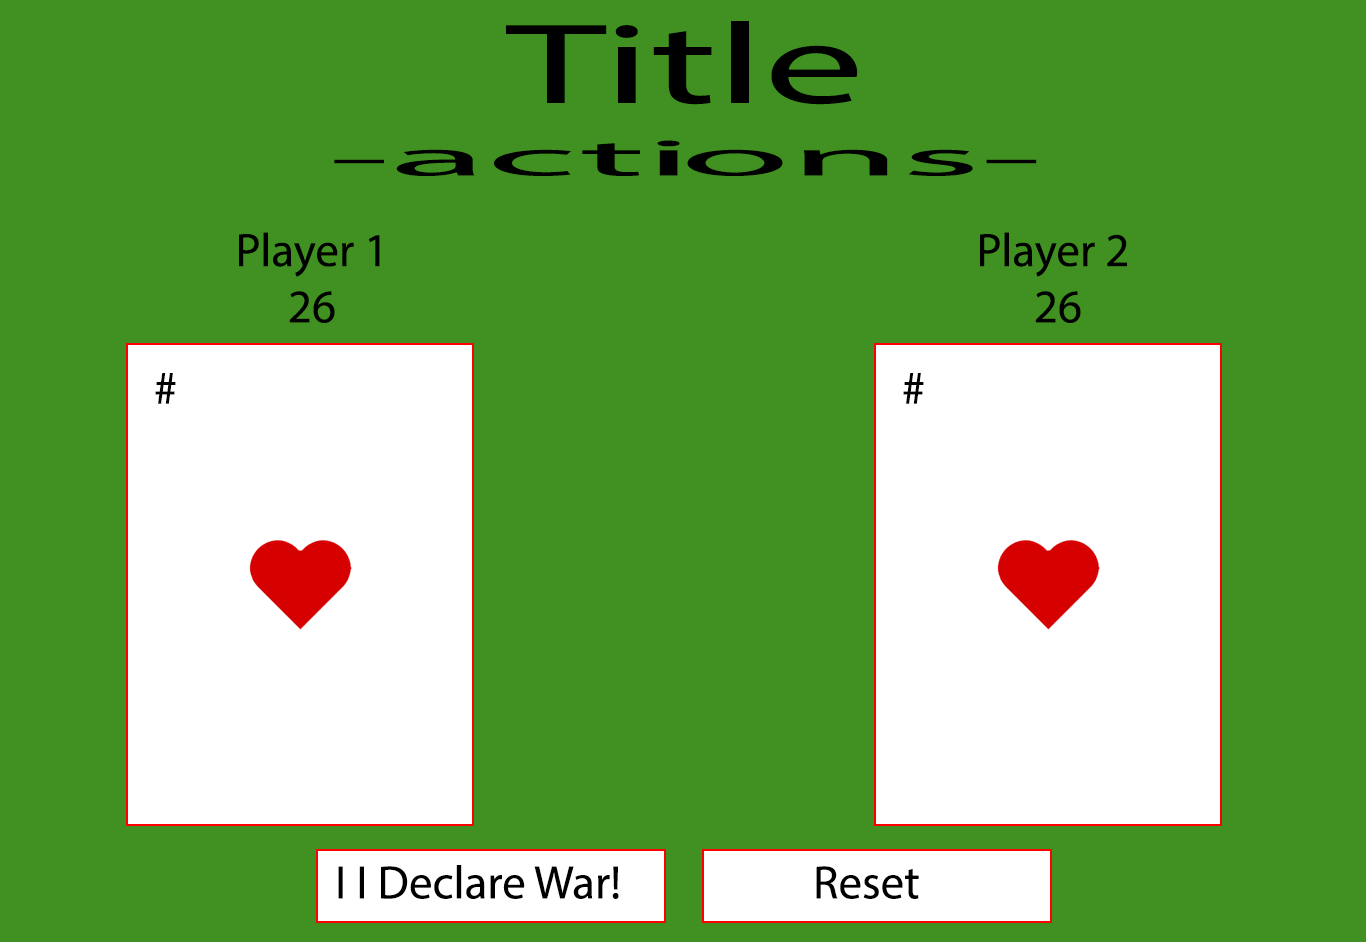 Title
-actions-
Player 1
26
Player 2
26
#
#
I I Declare War!
Reset